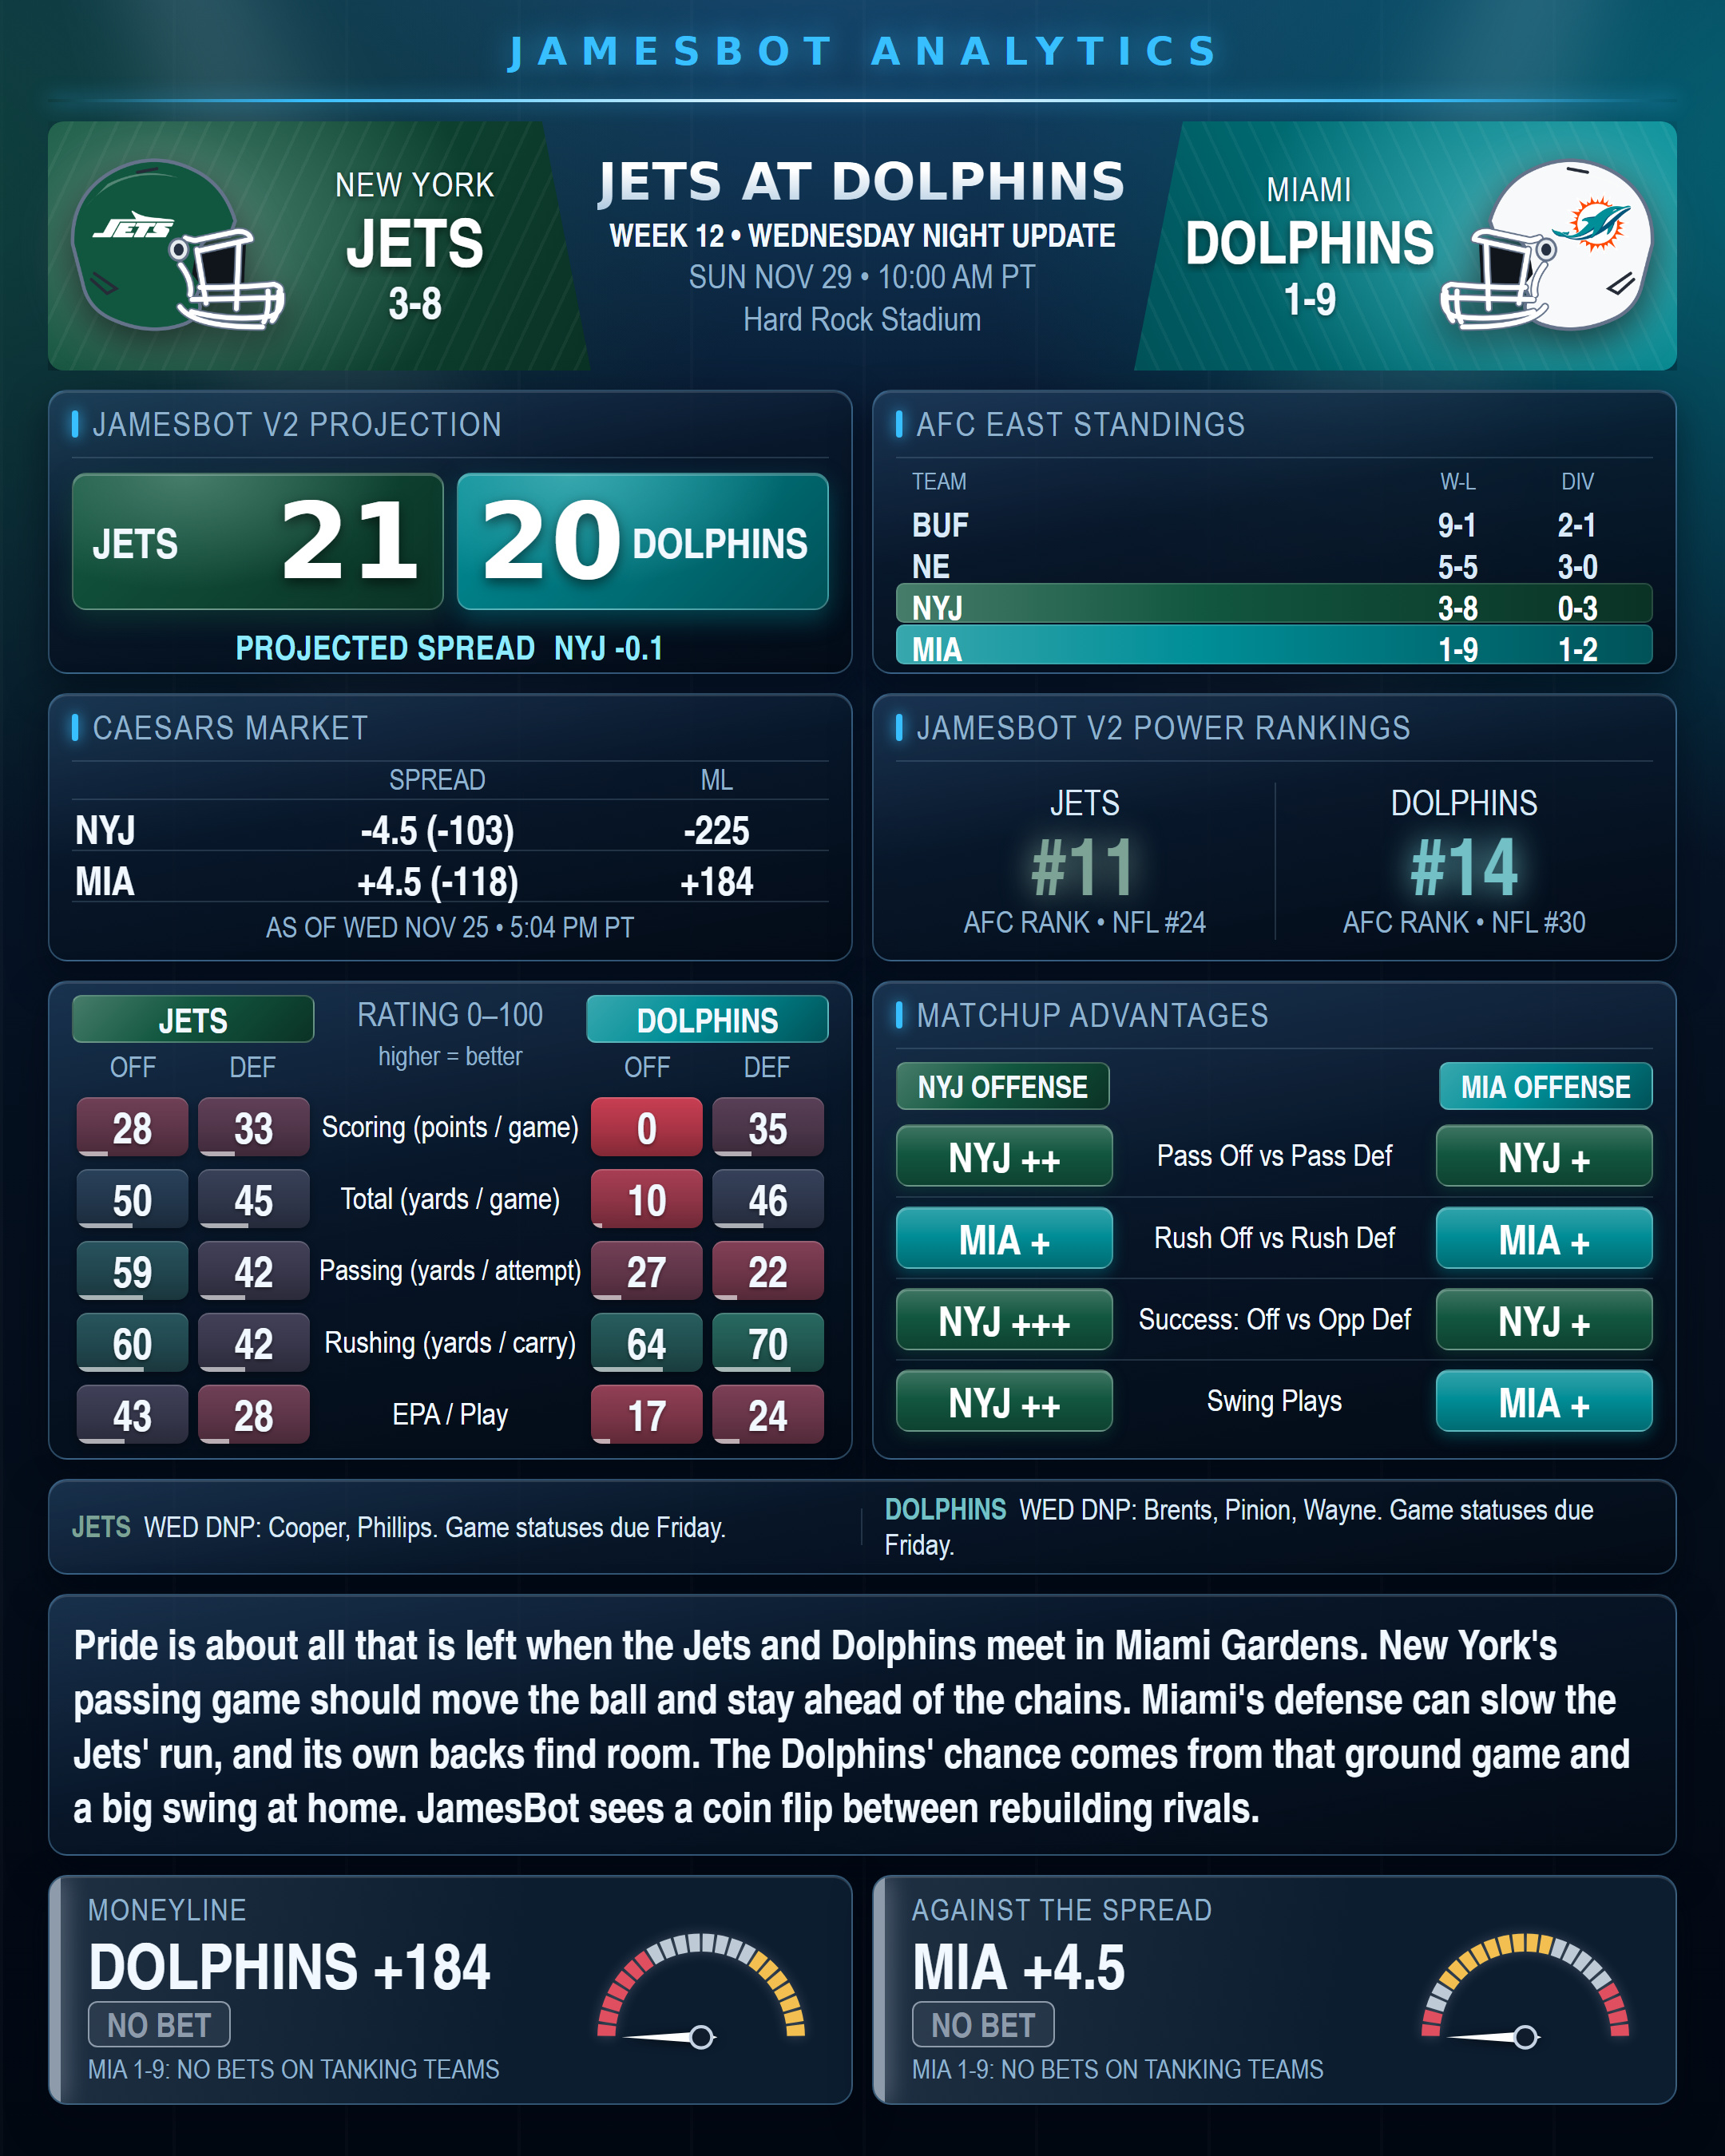 JAMESBOT ANALYTICS
JETS
NEW YORK
JETS
3-8
JETS AT DOLPHINS
WEEK 12 • WEDNESDAY NIGHT UPDATE
SUN NOV 29 • 10:00 AM PT
Hard Rock Stadium
MIAMI
DOLPHINS
1-9
JAMESBOT V2 PROJECTION
JETS 21
20 DOLPHINS
PROJECTED SPREAD NYJ -0.1
AFC EAST STANDINGS
TEAM W-L DIV
BUF 9-1 2-1
NE 5-5 3-0
NYJ 3-8 0-3
MIA 1-9 1-2
CAESARS MARKET
SPREAD ML
NYJ -4.5 (-103) -225
MIA +4.5 (-118) +184
AS OF WED NOV 25 • 5:04 PM PT
JAMESBOT V2 POWER RANKINGS
JETS
#11
AFC RANK • NFL #24
DOLPHINS
#14
AFC RANK • NFL #30
JETS RATING 0–100 DOLPHINS
OFF DEF higher = better OFF DEF
28 33 Scoring (points / game) 0 35
50 45 Total (yards / game) 10 46
59 42 Passing (yards / attempt) 27 22
60 42 Rushing (yards / carry) 64 70
43 28 EPA / Play 17 24
MATCHUP ADVANTAGES
NYJ OFFENSE MIA OFFENSE
NYJ ++ Pass Off vs Pass Def NYJ +
MIA + Rush Off vs Rush Def MIA +
NYJ +++ Success: Off vs Opp Def NYJ +
NYJ ++ Swing Plays MIA +
JETS WED DNP: Cooper, Phillips. Game statuses due Friday.
DOLPHINS WED DNP: Brents, Pinion, Wayne. Game statuses due
Friday.
Pride is about all that is left when the Jets and Dolphins meet in Miami Gardens. New York's
passing game should move the ball and stay ahead of the chains. Miami's defense can slow the
Jets' run, and its own backs find room. The Dolphins' chance comes from that ground game and
a big swing at home. JamesBot sees a coin flip between rebuilding rivals.
MONEYLINE
DOLPHINS +184
NO BET
MIA 1-9: NO BETS ON TANKING TEAMS
AGAINST THE SPREAD
MIA +4.5
NO BET
MIA 1-9: NO BETS ON TANKING TEAMS